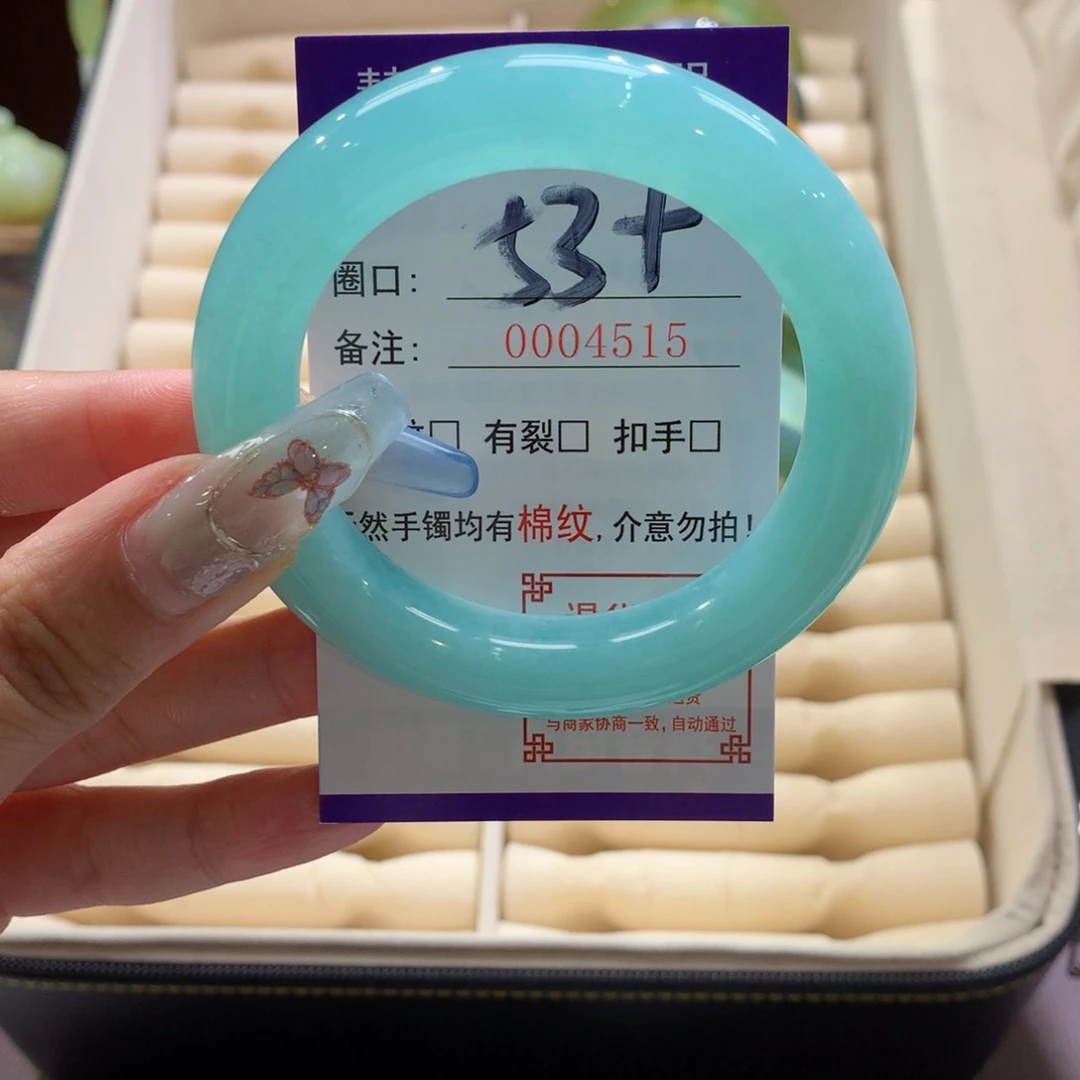 圈口: 53+
备注: 0004515
有裂□ 扣手□
然手镯均有棉纹,介意勿拍!
与商家协商一致,自动通过